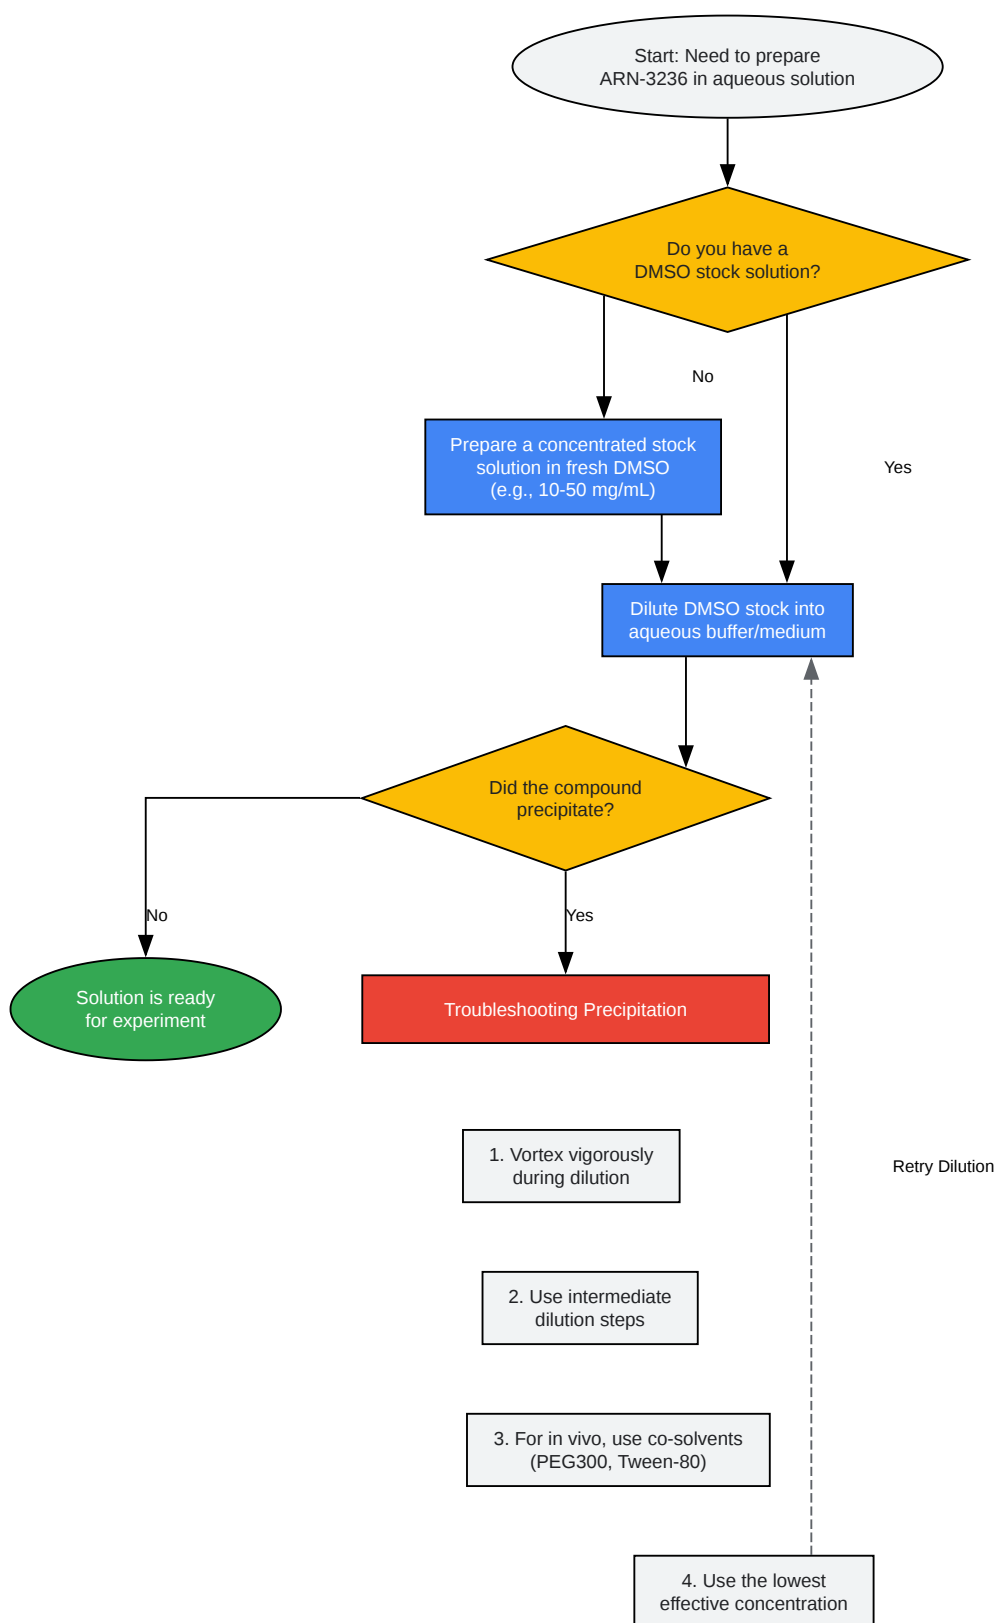 Start: Need to prepare
ARN-3236 in aqueous solution
Do you have a
DMSO stock solution?
No
Prepare a concentrated stock
solution in fresh DMSO
(e.g., 10-50 mg/mL)
Yes
Dilute DMSO stock into
aqueous buffer/medium
Did the compound
precipitate?
No
Yes
Solution is ready
for experiment
Troubleshooting Precipitation
1. Vortex vigorously
during dilution
Retry Dilution
2. Use intermediate
dilution steps
3. For in vivo, use co-solvents
(PEG300, Tween-80)
4. Use the lowest
effective concentration